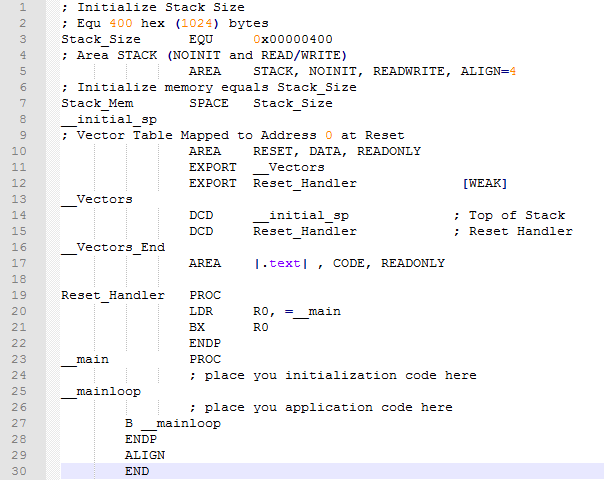 1 ; Initialize Stack Size
2 ; Equ 400 hex (1024) bytes
3 Stack_Size      EQU     0x00000400
4 ; Area STACK (NOINIT and READ/WRITE)
5                 AREA    STACK, NOINIT, READWRITE, ALIGN=4
6 ; Initialize memory equals Stack_Size
7 Stack_Mem       SPACE   Stack_Size
8 __initial_sp
9 ; Vector Table Mapped to Address 0 at Reset
10                 AREA    RESET, DATA, READONLY
11                 EXPORT  __Vectors
12                 EXPORT  Reset_Handler             [WEAK]
13 __Vectors
14                 DCD     __initial_sp             ; Top of Stack
15                 DCD     Reset_Handler            ; Reset Handler
16 __Vectors_End
17                 AREA    |.text| , CODE, READONLY
18
19 Reset_Handler   PROC
20                 LDR     R0, =__main
21                 BX      R0
22                 ENDP
23 __main          PROC
24                 ; place you initialization code here
25 __mainloop
26                 ; place you application code here
27         B __mainloop
28         ENDP
29         ALIGN
30         END